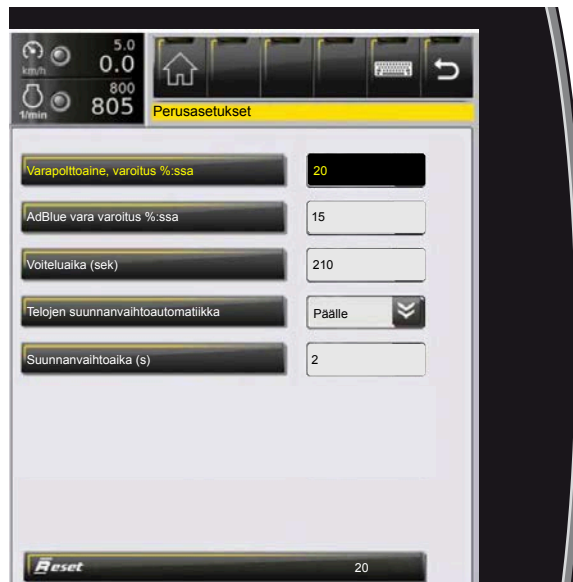 5.0
km/h 0.0
800
1/min 805
Perusasetukset
Varapolttoaine, varoitus %:ssa 20
AdBlue vara varoitus %:ssa 15
Voiteluaika (sek) 210
Telojen suunnanvaihtoautomatiikka Päälle
Suunnanvaihtoaika (s) 2
Reset 20